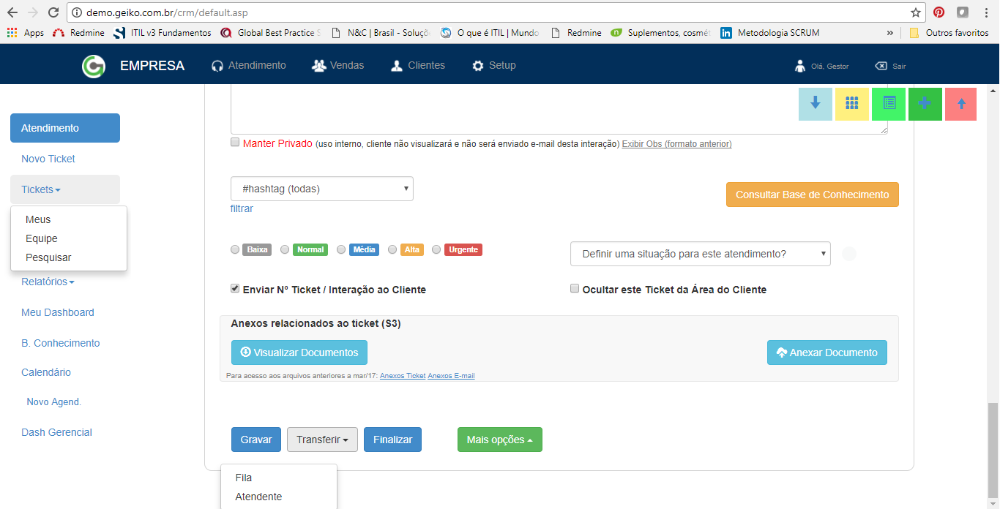 demo.geiko.com.br/crm/default.asp
Apps Redmine ITIL v3 Fundamentos Global Best Practice N&C | Brasil - Soluçõ O que é ITIL | Mundo Redmine Suplementos, cosmét Metodologia SCRUM » Outros favoritos
EMPRESA Atendimento Vendas Clientes Setup Olá, Gestor Sair
Atendimento
Novo Ticket
Tickets
Meus
Equipe
Pesquisar
Relatórios
Meu Dashboard
B. Conhecimento
Calendário
Novo Agend.
Dash Gerencial
Manter Privado (uso interno, cliente não visualizará e não será enviado e-mail desta interação) Exibir Obs (formato anterior)
#hashtag (todas)
filtrar
Consultar Base de Conhecimento
Baixa Normal Média Alta Urgente
Definir uma situação para este atendimento?
Enviar Nº Ticket / Interação ao Cliente
Ocultar este Ticket da Área do Cliente
Anexos relacionados ao ticket (S3)
Visualizar Documentos
Anexar Documento
Para acesso aos arquivos anteriores a mar/17: Anexos Ticket Anexos E-mail
Gravar Transferir Finalizar Mais opções
Fila
Atendente